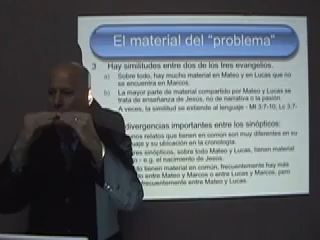 El material del "problema"
3 Hay similitudes entre dos de los tres evangelios.
a) Sobre todo, hay mucho material en Mateo y en Lucas que no
se encuentra en Marcos.
b) La mayor parte de material compartido por Mateo y Lucas se
trata de enseñanza de Jesús, no de narrativa o la pasión.
A veces, la similitud se extiende al lenguaje - Mt 3.7-10; Lc 3.7-
divergencias importantes entre los sinópticos:
unos relatos que tienen en común son muy diferentes en su
y su ubicación en la cronología.
sinópticos, sobre todo Mateo y Lucas, tienen material
- e.g. el nacimiento de Jesús.
tienen material en común, frecuentemente hay más
entre Mateo y Marcos o entre Lucas y Marcos, pero
frecuentemente entre Mateo y Lucas.